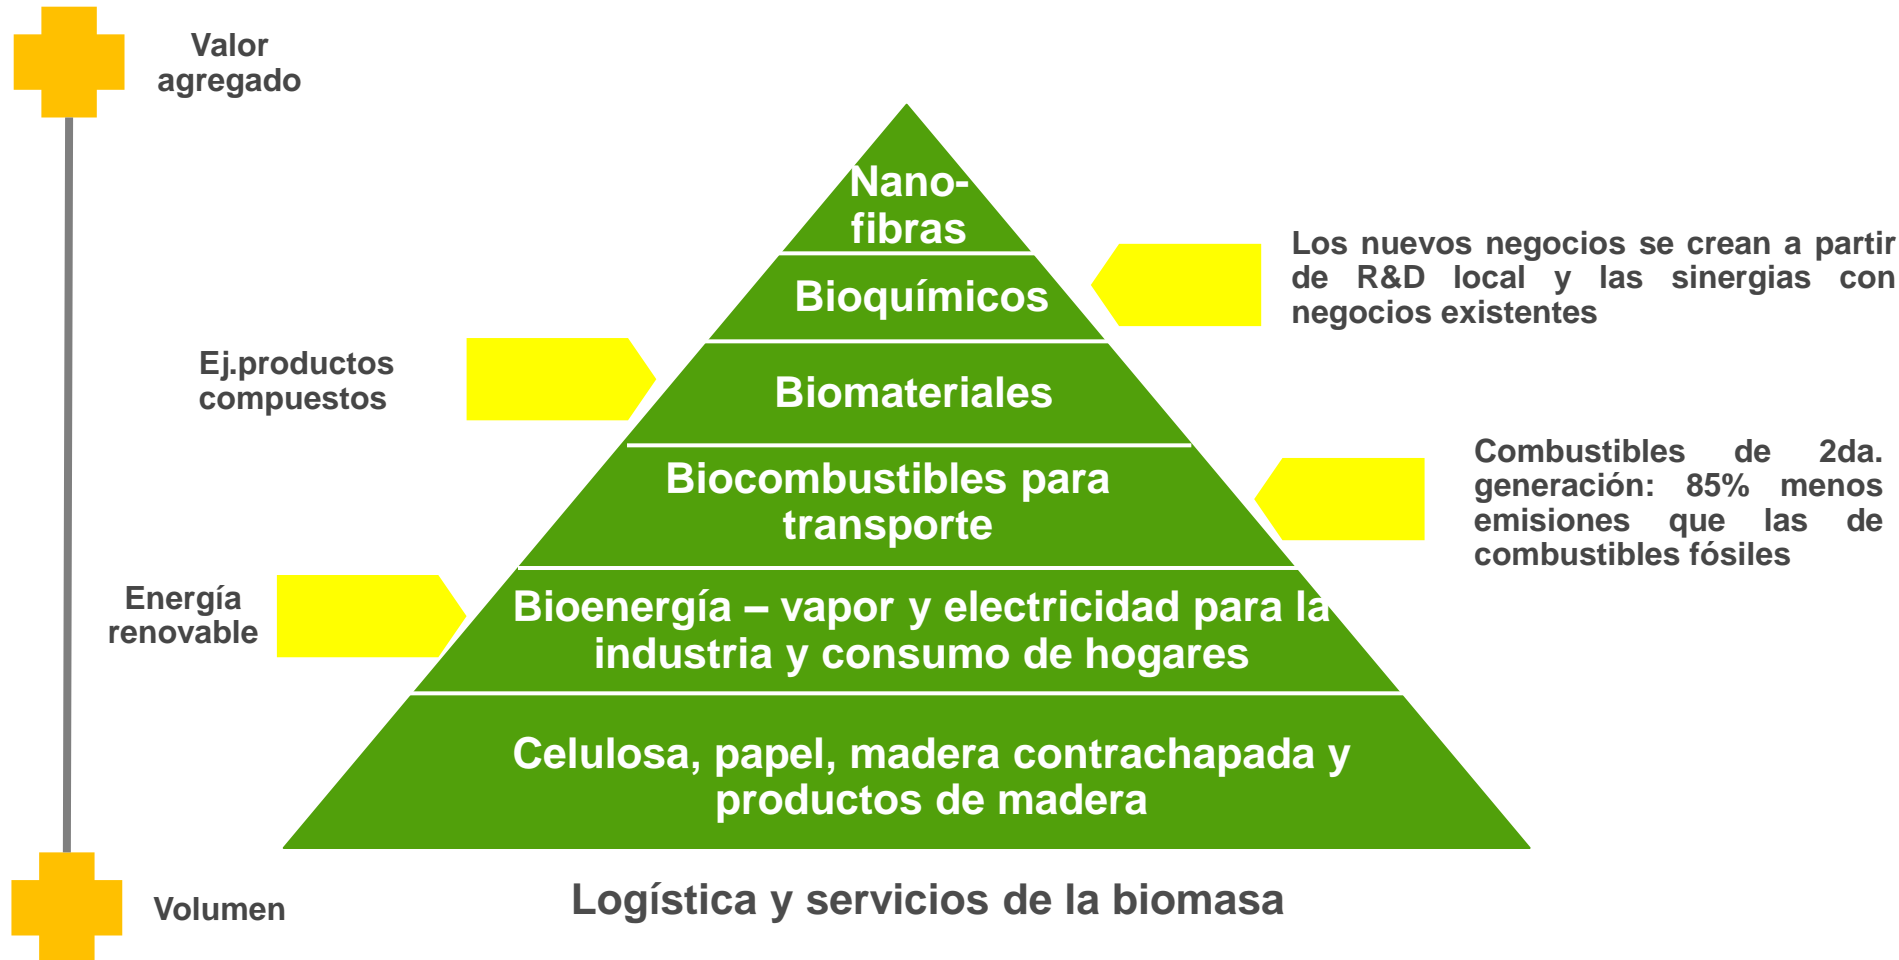 Valor
agregado
Nano-
fibras
Bioquímicos
Los nuevos negocios se crean a partir
de R&D local y las sinergias con
negocios existentes
Ej.productos
compuestos
Biomateriales
Biocombustibles para
transporte
Combustibles de 2da.
generación: 85% menos
emisiones que las de
combustibles fósiles
Energía
renovable
Bioenergía – vapor y electricidad para la
industria y consumo de hogares
Celulosa, papel, madera contrachapada y
productos de madera
Volumen
Logística y servicios de la biomasa